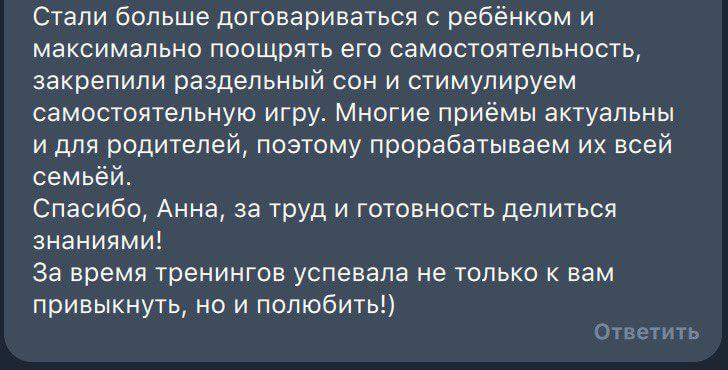 Стали больше договариваться с ребёнком и
максимально поощрять его самостоятельность,
закрепили раздельный сон и стимулируем
самостоятельную игру. Многие приёмы актуальны
и для родителей, поэтому прорабатываем их всей
семьёй.
Спасибо, Анна, за труд и готовность делиться
знаниями!
За время тренингов успевала не только к вам
привыкнуть, но и полюбить!)
Ответить